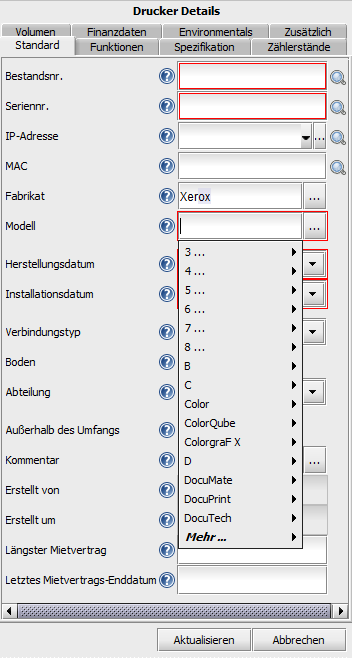 Drucker Details
Volumen Finanzdaten Environmentals Zusätzlich
Standard Funktionen Spezifikation Zählerstände
Bestandsnr. ?
Seriennr. ?
IP-Adresse ? ...
MAC ?
Fabrikat ? Xerox ...
Modell ? ...
3 ...
4 ...
Herstellungsdatum ?
5 ...
Installationsdatum ?
6 ...
7 ...
Verbindungstyp ?
8 ...
Boden ?
B
C
Abteilung ?
Color
ColorQube
Außerhalb des Umfangs ?
ColorgraF X
Kommentar ? ...
D
DocuMate
Erstellt von ?
DocuPrint
Erstellt um ?
DocuTech
Mehr ...
Längster Mietvertrag ?
Letztes Mietvertrags-Enddatum ?
Aktualisieren Abbrechen